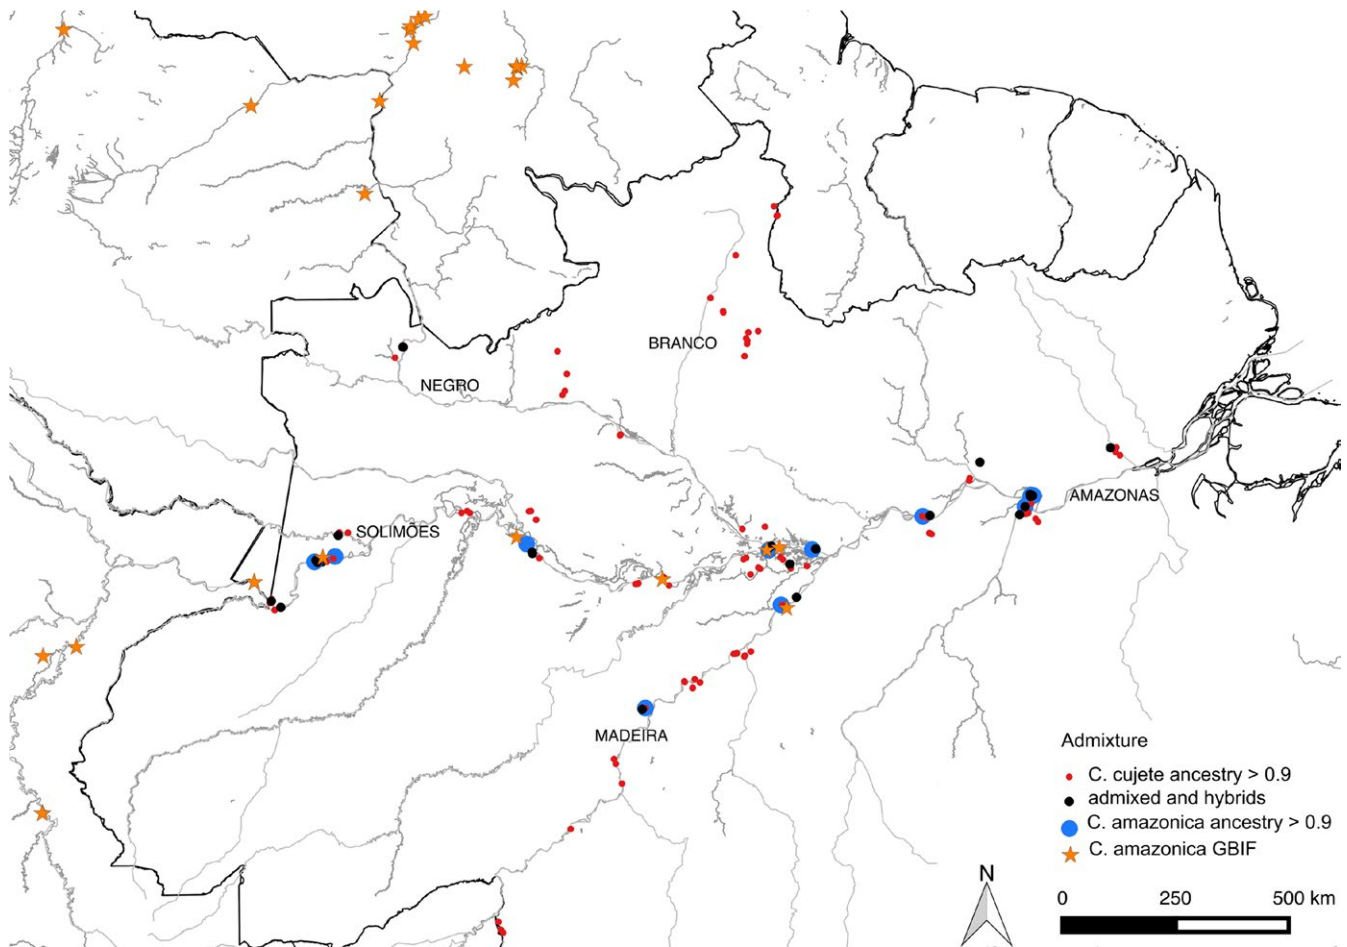 BRANCO
NEGRO
AMAZONAS
SOLIMÕES
MADEIRA
Admixture
C. cujete ancestry > 0.9
admixed and hybrids
C. amazonica ancestry > 0.9
C. amazonica GBIF
N
0 250 500 km